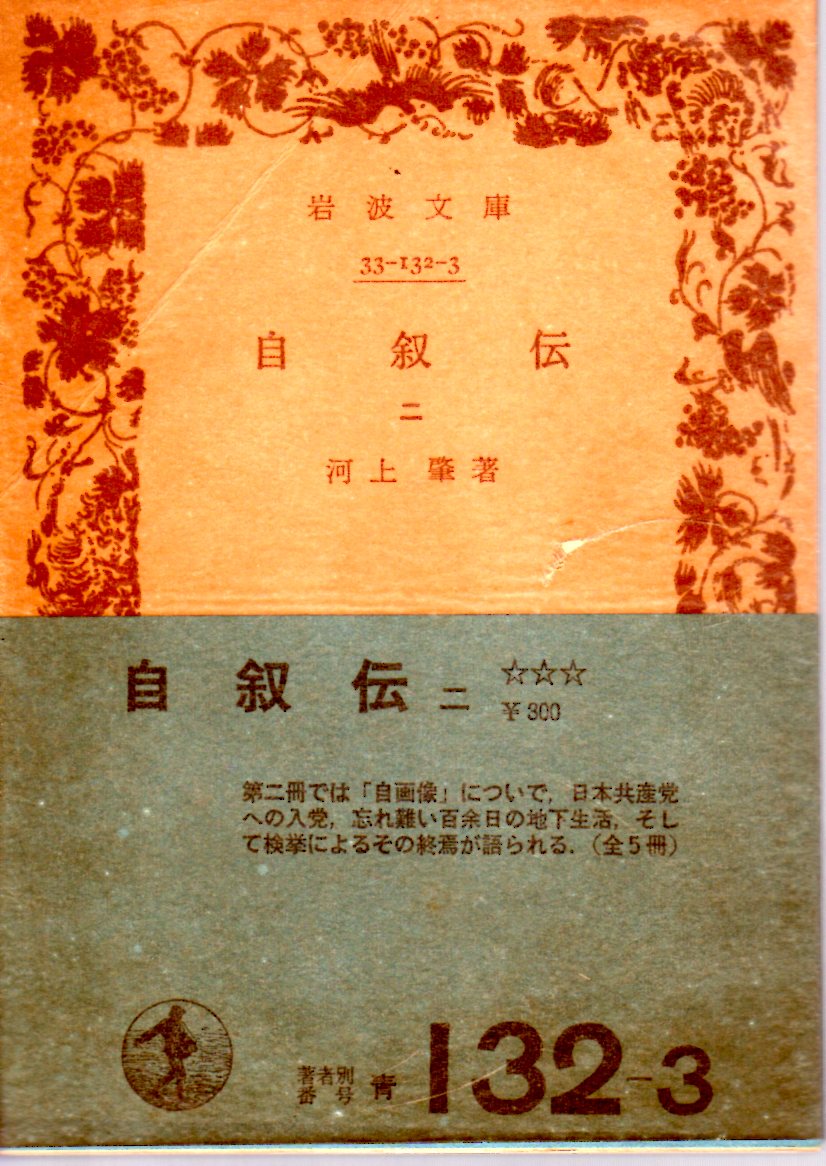 岩波文庫
33-132-3
自叙伝
二
河上肇著
自叙伝二
☆☆☆
¥300
第二冊では「自画像」についで，日本共産党
への入党，忘れ難い百余日の地下生活，そし
て検挙によるその終焉が語られる．（全5冊）
著者別
番号
青
132-3